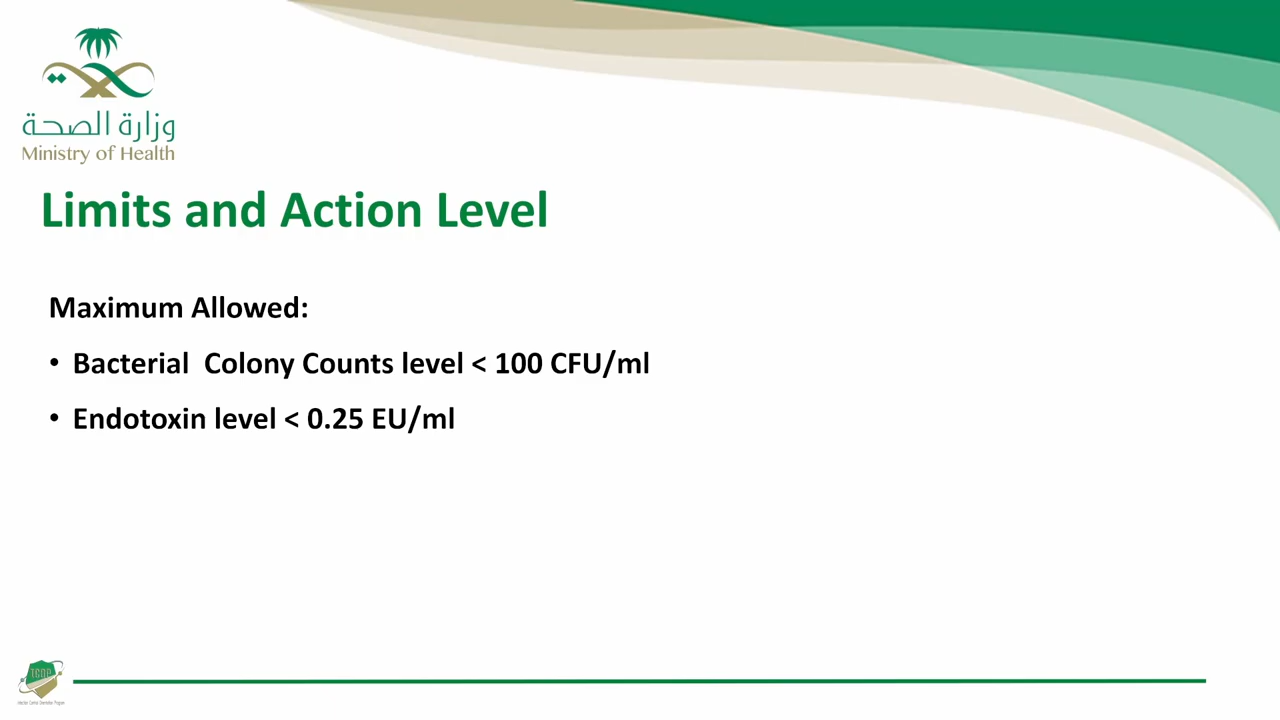 وزارة الصحة
Ministry of Health
Limits and Action Level
Maximum Allowed:
• Bacterial  Colony Counts level < 100 CFU/ml
• Endotoxin level < 0.25 EU/ml